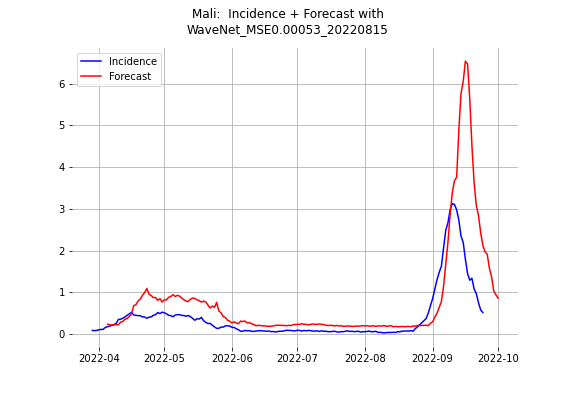 Mali:  Incidence + Forecast with
WaveNet_MSE0.00053_20220815
Incidence
Forecast
6
5
4
3
2
1
0
2022-04 2022-05 2022-06 2022-07 2022-08 2022-09 2022-10